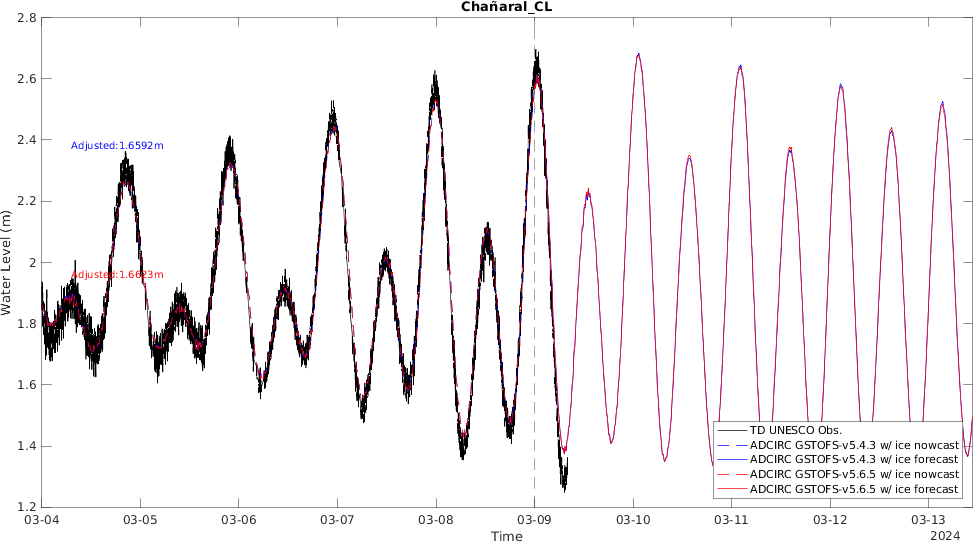 Chañaral_CL
2.8
2.6
2.4
2.2
2
1.8
1.6
1.4
1.2
Water Level (m)
Adjusted:1.6592m
Adjusted:1.6623m
TD UNESCO Obs.
ADCIRC GSTOFS-v5.4.3 w/ ice nowcast
ADCIRC GSTOFS-v5.4.3 w/ ice forecast
ADCIRC GSTOFS-v5.6.5 w/ ice nowcast
ADCIRC GSTOFS-v5.6.5 w/ ice forecast
03-04 03-05 03-06 03-07 03-08 03-09 03-10 03-11 03-12 03-13
Time
2024